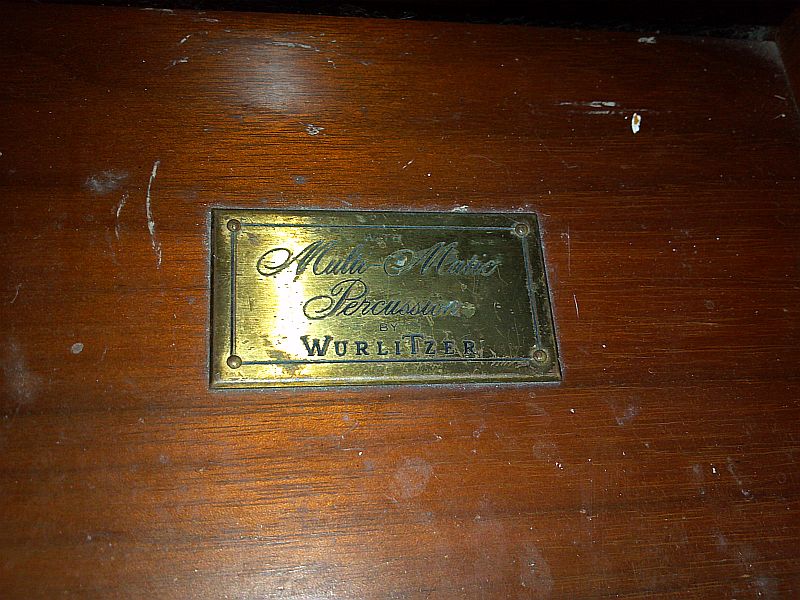 Multi-Matic
Percussion
BY
WURLITZER